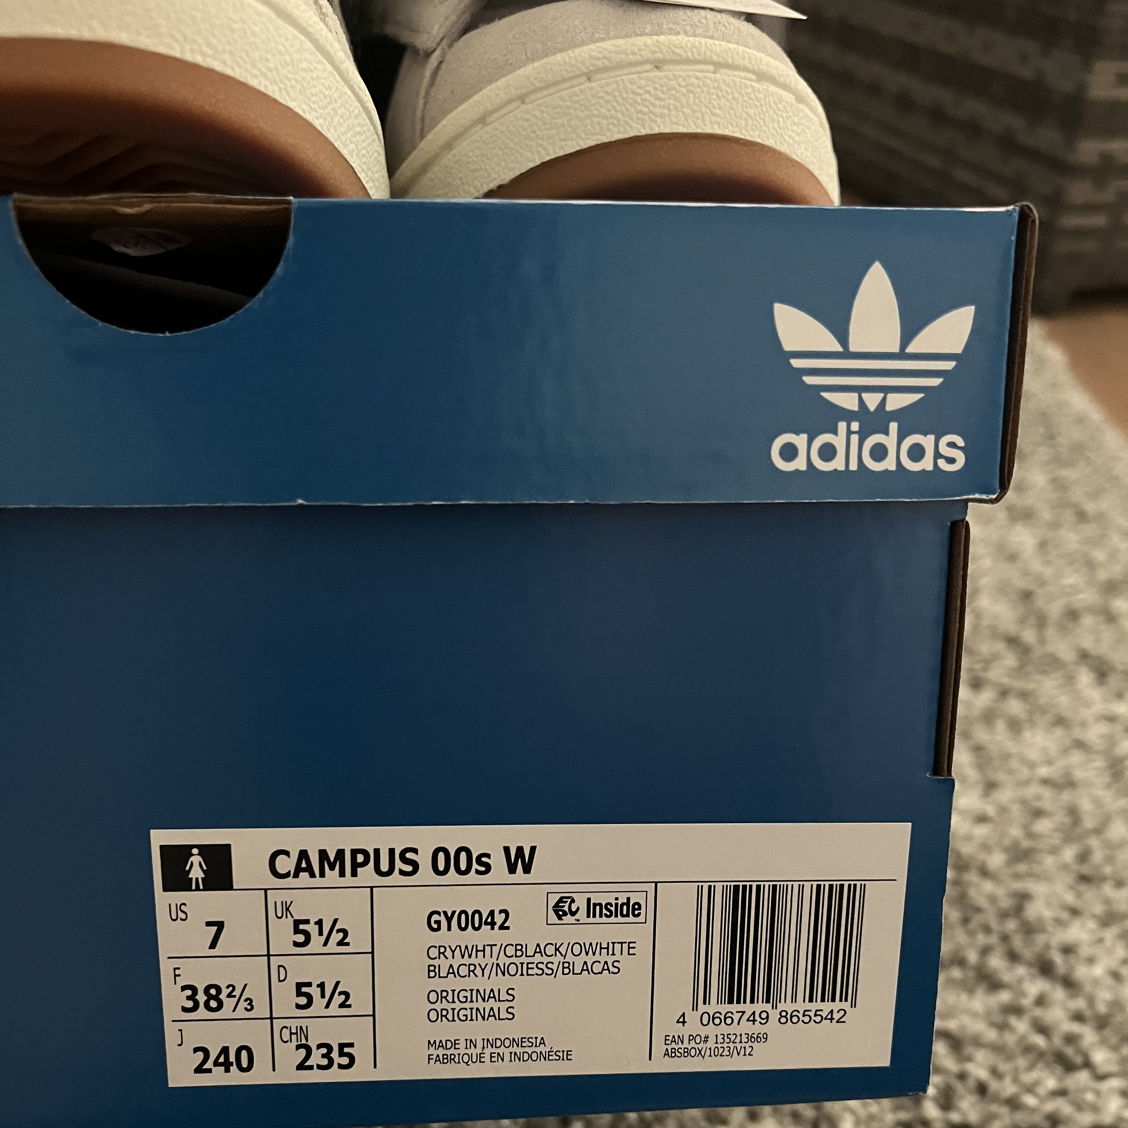 adidas
CAMPUS 00s W
US 7
UK 5½
F 38⅔
D 5½
J 240
CHN 235
GY0042
Inside
CRYWHT/CBLACK/OWHITE
BLACRY/NOIESS/BLACAS
ORIGINALS
ORIGINALS
MADE IN INDONESIA
FABRIQUÉ EN INDONÉSIE
4 066749 865542
EAN PO# 135213669
ABSBOX/1023/V12